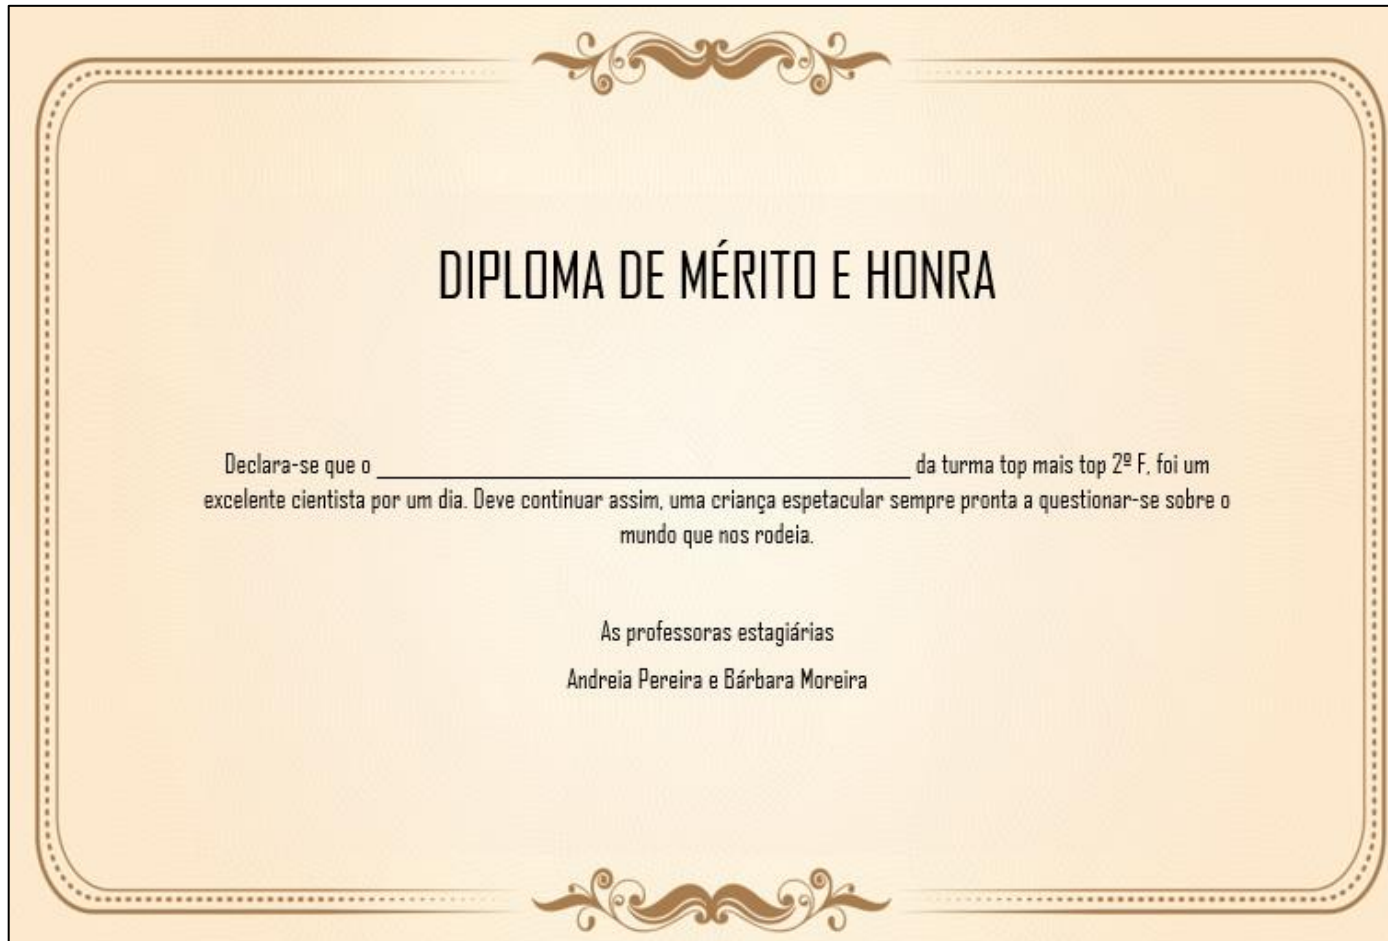 DIPLOMA DE MÉRITO E HONRA
Declara-se que o ______________________________________________ da turma top mais top 2º F, foi um
excelente cientista por um dia. Deve continuar assim, uma criança espetacular sempre pronta a questionar-se sobre o
mundo que nos rodeia.
As professoras estagiárias
Andreia Pereira e Bárbara Moreira